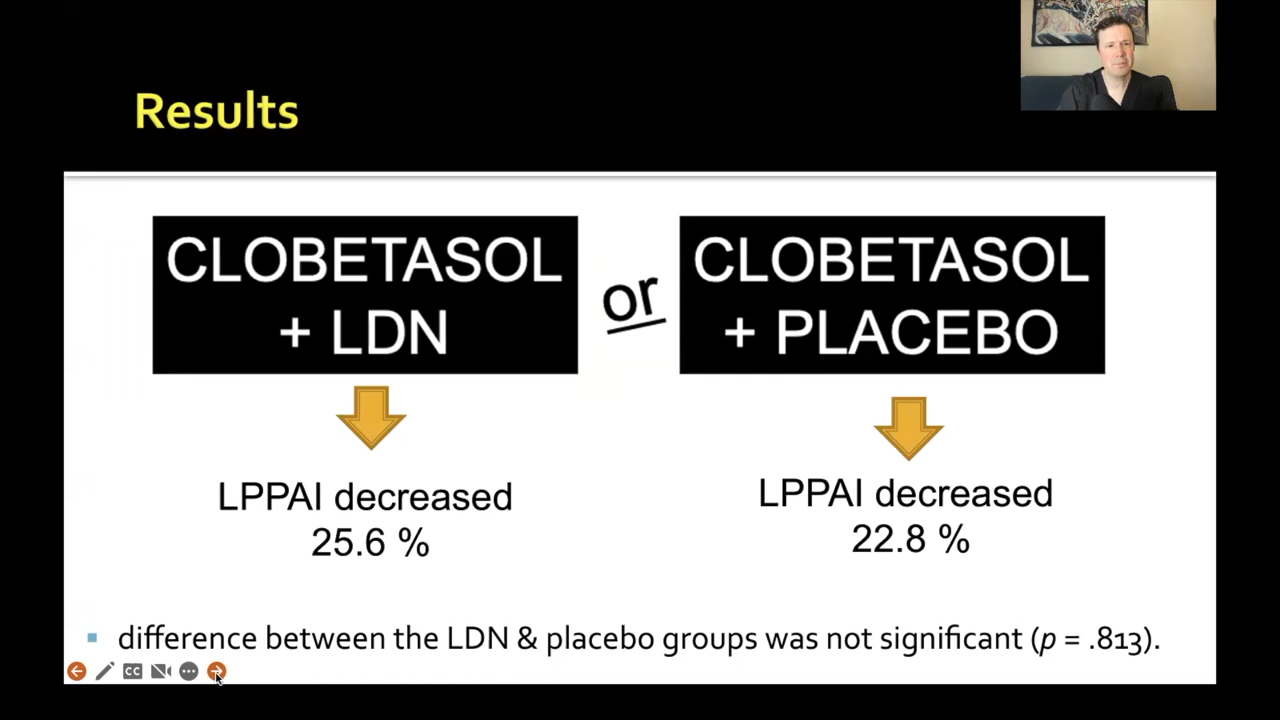 Results
CLOBETASOL
+ LDN
or
CLOBETASOL
+ PLACEBO
LPPAI decreased
25.6 %
LPPAI decreased
22.8 %
difference between the LDN & placebo groups was not significant (p = .813).
CC